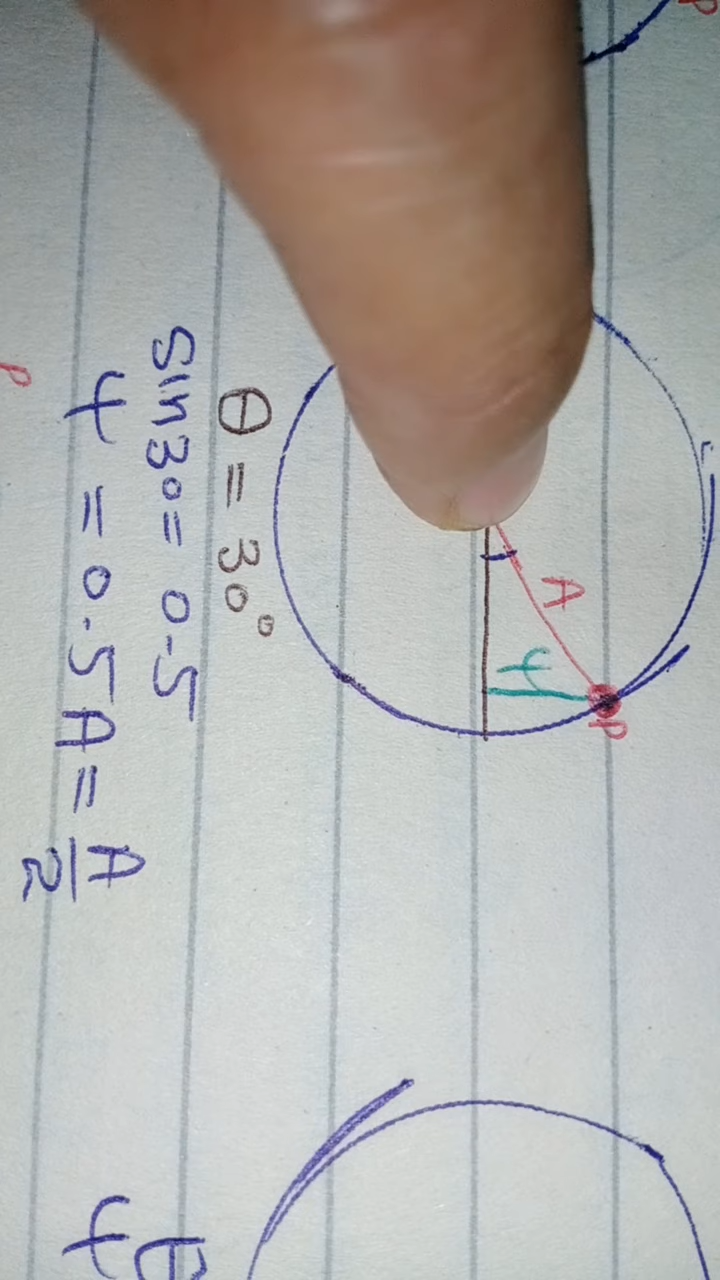 A
Ψ
P
θ = 30°
Sin30= 0.5
Ψ = 0.5A = A/2
P
P
θ
Ψ